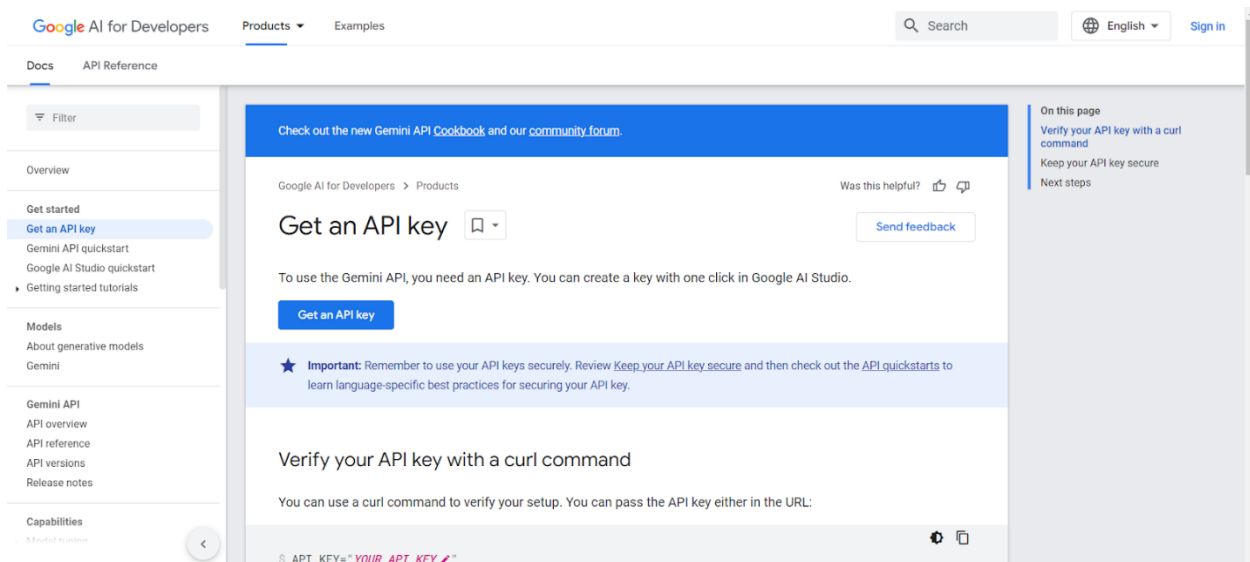 Google AI for Developers
Products
Examples
Search
English
Sign in
Docs
API Reference
Filter
Overview
Get started
Get an API key
Gemini API quickstart
Google AI Studio quickstart
Getting started tutorials
Models
About generative models
Gemini
Gemini API
API overview
API reference
API versions
Release notes
Capabilities
Model tuning
Check out the new Gemini API Cookbook and our community forum.
Google AI for Developers > Products
Was this helpful?
Get an API key
Send feedback
To use the Gemini API, you need an API key. You can create a key with one click in Google AI Studio.
Get an API key
Important: Remember to use your API keys securely. Review Keep your API key secure and then check out the API quickstarts to
learn language-specific best practices for securing your API key.
Verify your API key with a curl command
You can use a curl command to verify your setup. You can pass the API key either in the URL:
$ API_KEY="YOUR_API_KEY"
On this page
Verify your API key with a curl
command
Keep your API key secure
Next steps